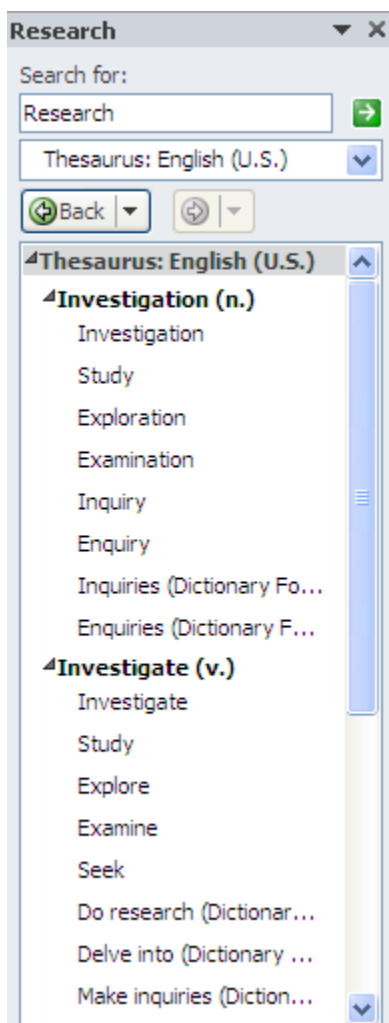 Research
Search for:
Research
Thesaurus: English (U.S.)
Back
Thesaurus: English (U.S.)
Investigation (n.)
Investigation
Study
Exploration
Examination
Inquiry
Enquiry
Inquiries (Dictionary Fo...
Enquiries (Dictionary F...
Investigate (v.)
Investigate
Study
Explore
Examine
Seek
Do research (Dictionar...
Delve into (Dictionary ...
Make inquiries (Diction...